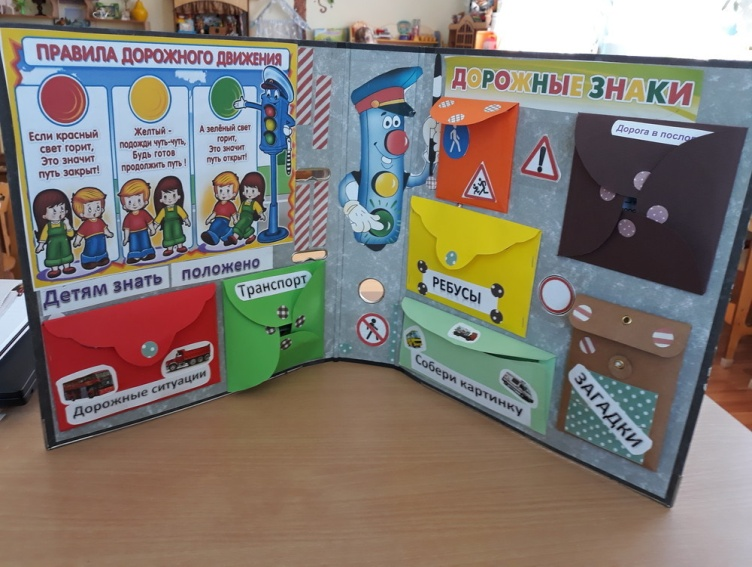 ПРАВИЛА ДОРОЖНОГО ДВИЖЕНИЯ
Если красный
свет горит,
Это значит
путь закрыт!
Желтый -
подожди чуть-чуть,
Будь готов
продолжить путь !
А зелёный свет
горит,
Это значит
путь открыт!
Детям знать
положено
Дорожные ситуации
Транспорт
ДОРОЖНЫЕ ЗНАКИ
Дорога в
РЕБУСЫ
Собери картинку
ЗАГАДКИ